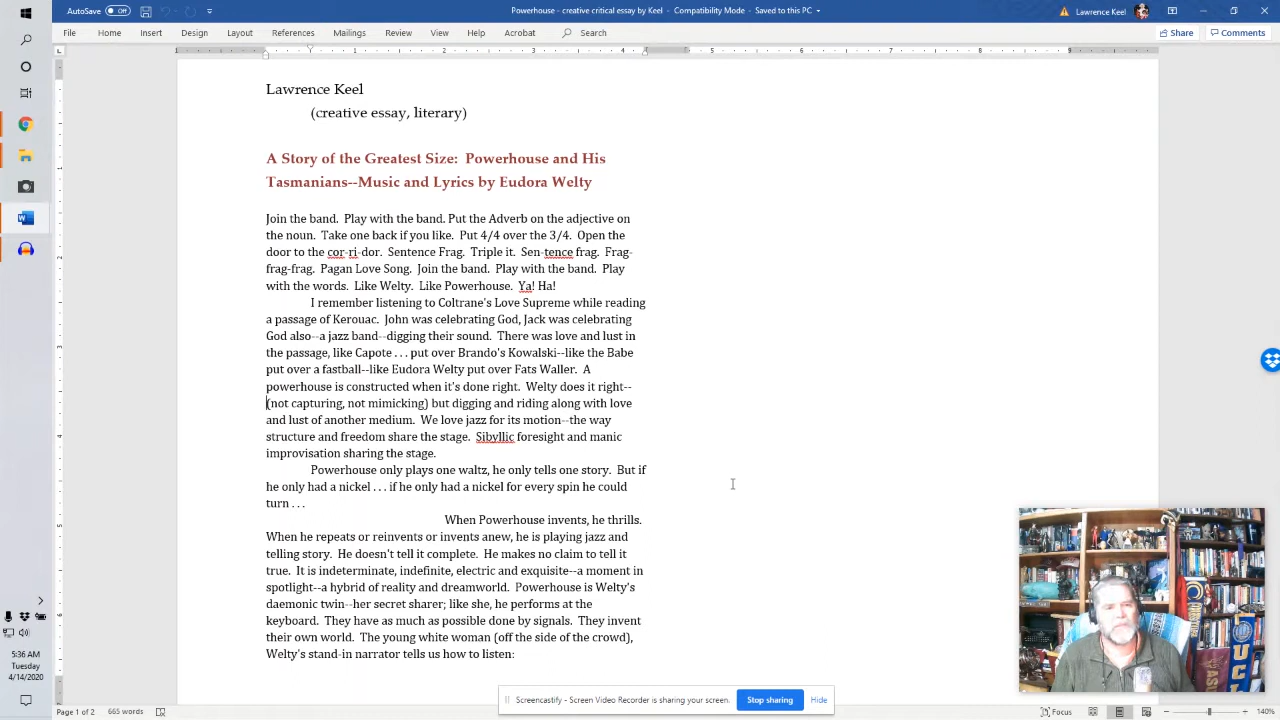 AutoSave Off
Powerhouse - creative critical essay by Keel - Compatibility Mode - Saved to this PC
Lawrence Keel
File Home Insert Design Layout References Mailings Review View Help Acrobat Search
Share Comments
Lawrence Keel
(creative essay, literary)
A Story of the Greatest Size: Powerhouse and His
Tasmanians--Music and Lyrics by Eudora Welty
Join the band. Play with the band. Put the Adverb on the adjective on
the noun. Take one back if you like. Put 4/4 over the 3/4. Open the
door to the cor-ri-dor. Sentence Frag. Triple it. Sen-tence frag. Frag-
frag-frag. Pagan Love Song. Join the band. Play with the band. Play
with the words. Like Welty. Like Powerhouse. Ya! Ha!
I remember listening to Coltrane's Love Supreme while reading
a passage of Kerouac. John was celebrating God, Jack was celebrating
God also--a jazz band--digging their sound. There was love and lust in
the passage, like Capote . . . put over Brando's Kowalski--like the Babe
put over a fastball--like Eudora Welty put over Fats Waller. A
powerhouse is constructed when it's done right. Welty does it right--
(not capturing, not mimicking) but digging and riding along with love
and lust of another medium. We love jazz for its motion--the way
structure and freedom share the stage. Sibyllic foresight and manic
improvisation sharing the stage.
Powerhouse only plays one waltz, he only tells one story. But if
he only had a nickel . . . if he only had a nickel for every spin he could
turn . . .
When Powerhouse invents, he thrills.
When he repeats or reinvents or invents anew, he is playing jazz and
telling story. He doesn't tell it complete. He makes no claim to tell it
true. It is indeterminate, indefinite, electric and exquisite--a moment in
spotlight--a hybrid of reality and dreamworld. Powerhouse is Welty's
daemonic twin--her secret sharer; like she, he performs at the
keyboard. They have as much as possible done by signals. They invent
their own world. The young white woman (off the side of the crowd),
Welty's stand-in narrator tells us how to listen:
5:36 AM
Tuesday
4/14/2020
Screencastify - Screen Video Recorder is sharing your screen.
Stop sharing
Hide
Page 1 of 2 665 words
Focus
140%